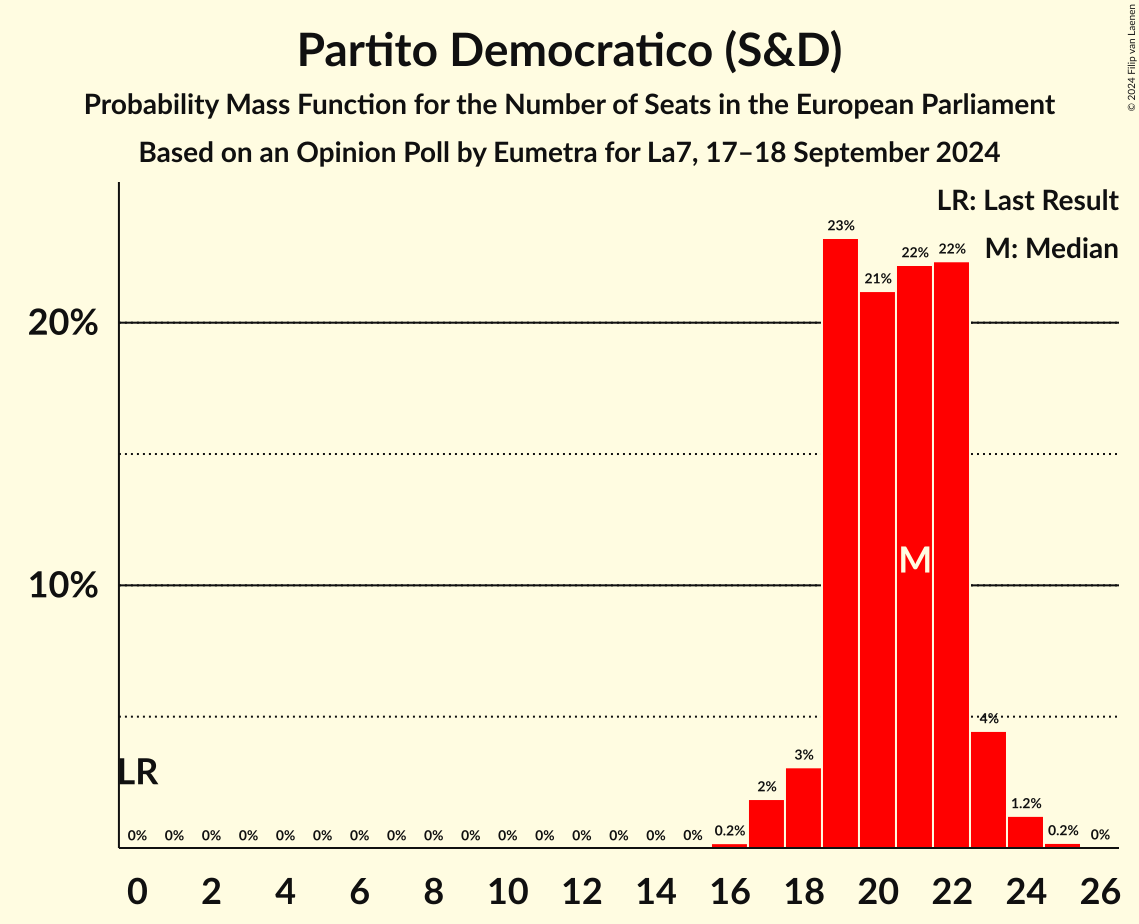 Partito Democratico (S&D)
Probability Mass Function for the Number of Seats in the European Parliament
Based on an Opinion Poll by Eumetra for La7, 17–18 September 2024
© 2024 Filip van Laenen
LR: Last Result
M: Median
20%
10%
LR
M
0% 0% 0% 0% 0% 0% 0% 0% 0% 0% 0% 0% 0% 0% 0% 0% 0.2% 2% 3% 23% 21% 22% 22% 4% 1.2% 0.2% 0%
0 2 4 6 8 10 12 14 16 18 20 22 24 26